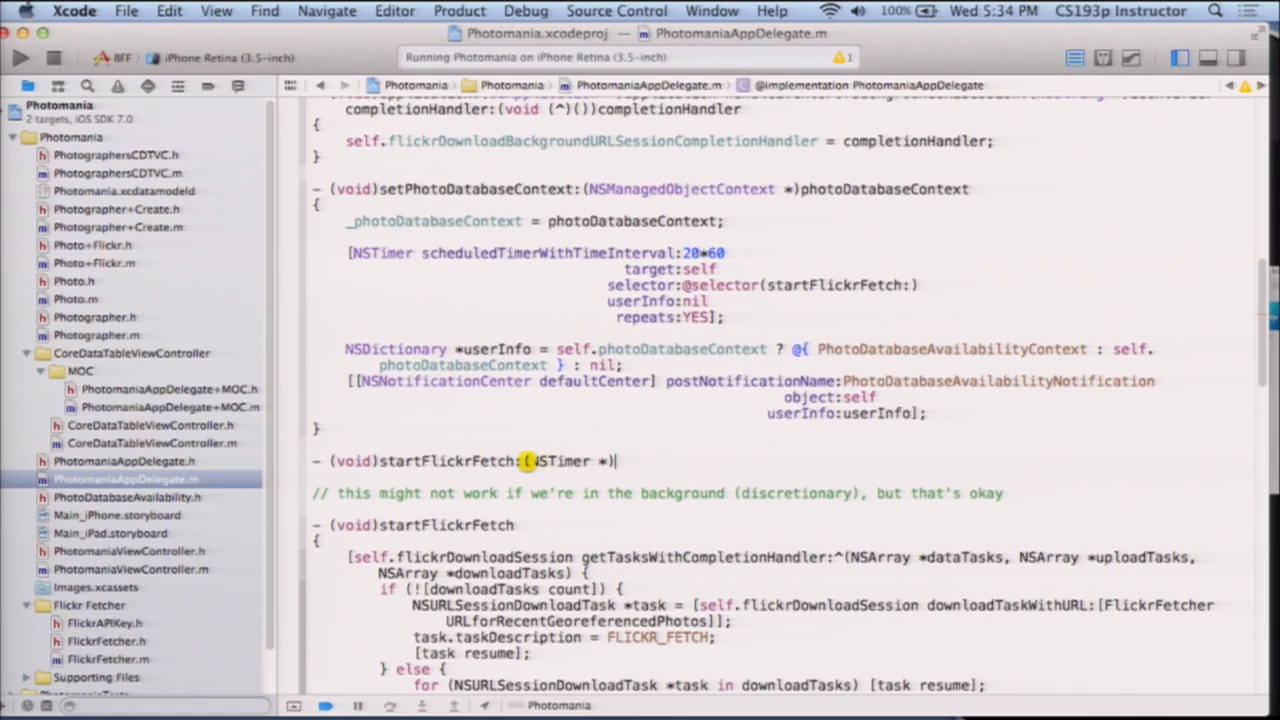 Xcode File Edit View Find Navigate Editor Product Debug Source Control Window Help 100% Wed 5:34 PM CS193p Instructor
Photomania.xcodeproj — PhotomaniaAppDelegate.m
BFF iPhone Retina (3.5-inch) Running Photomania on iPhone Retina (3.5-inch) 1
Photomania Photomania PhotomaniaAppDelegate.m @implementation PhotomaniaAppDelegate
Photomania
2 targets, iOS SDK 7.0
Photomania
PhotographersCDTVC.h
PhotographersCDTVC.m
Photomania.xcdatamodeld
Photographer+Create.h
Photographer+Create.m
Photo+Flickr.h
Photo+Flickr.m
Photo.h
Photo.m
Photographer.h
Photographer.m
CoreDataTableViewController
MOC
PhotomaniaAppDelegate+MOC.h
PhotomaniaAppDelegate+MOC.m
CoreDataTableViewController.h
CoreDataTableViewController.m
PhotomaniaAppDelegate.h
PhotomaniaAppDelegate.m
PhotoDatabaseAvailability.h
Main_iPhone.storyboard
Main_iPad.storyboard
PhotomaniaViewController.h
PhotomaniaViewController.m
Images.xcassets
Flickr Fetcher
FlickrAPIKey.h
FlickrFetcher.h
FlickrFetcher.m
Supporting Files
completionHandler:(void (^)())completionHandler
{
self.flickrDownloadBackgroundURLSessionCompletionHandler = completionHandler;
}
- (void)setPhotoDatabaseContext:(NSManagedObjectContext *)photoDatabaseContext
{
_photoDatabaseContext = photoDatabaseContext;
[NSTimer scheduledTimerWithTimeInterval:20*60
target:self
selector:@selector(startFlickrFetch:)
userInfo:nil
repeats:YES];
NSDictionary *userInfo = self.photoDatabaseContext ? @{ PhotoDatabaseAvailabilityContext : self.
photoDatabaseContext } : nil;
[[NSNotificationCenter defaultCenter] postNotificationName:PhotoDatabaseAvailabilityNotification
object:self
userInfo:userInfo];
}
- (void)startFlickrFetch:(NSTimer *)
// this might not work if we're in the background (discretionary), but that's okay
- (void)startFlickrFetch
{
[self.flickrDownloadSession getTasksWithCompletionHandler:^(NSArray *dataTasks, NSArray *uploadTasks,
NSArray *downloadTasks) {
if (![downloadTasks count]) {
NSURLSessionDownloadTask *task = [self.flickrDownloadSession downloadTaskWithURL:[FlickrFetcher
URLforRecentGeoreferencedPhotos]];
task.taskDescription = FLICKR_FETCH;
[task resume];
} else {
for (NSURLSessionDownloadTask *task in downloadTasks) [task resume];
Photomania